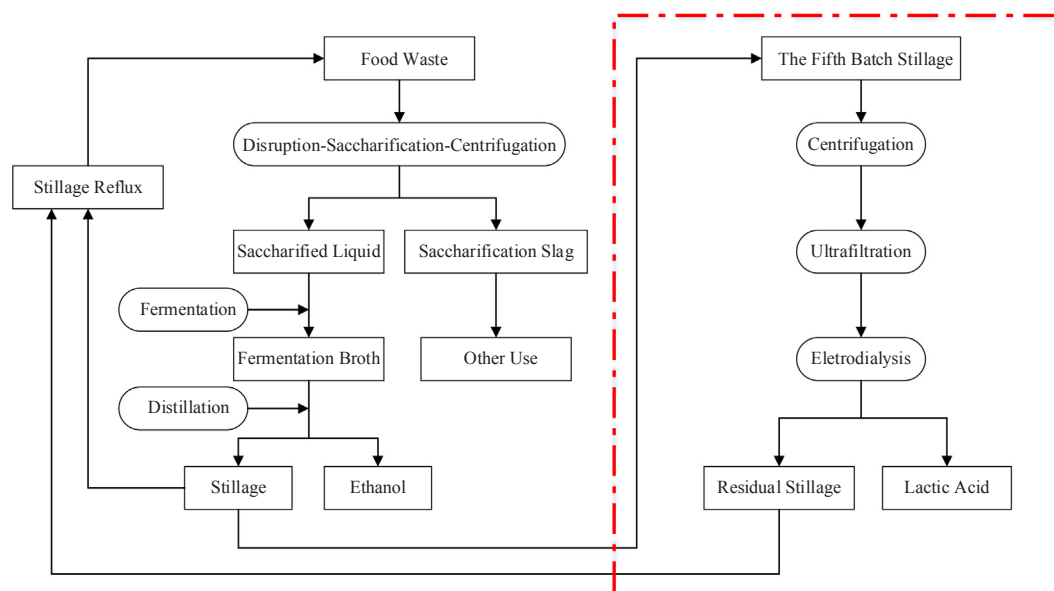 Food Waste
Disruption-Saccharification-Centrifugation
Stillage Reflux
Saccharified Liquid
Saccharification Slag
Fermentation
Fermentation Broth
Other Use
Distillation
Stillage
Ethanol
The Fifth Batch Stillage
Centrifugation
Ultrafiltration
Eletrodialysis
Residual Stillage
Lactic Acid